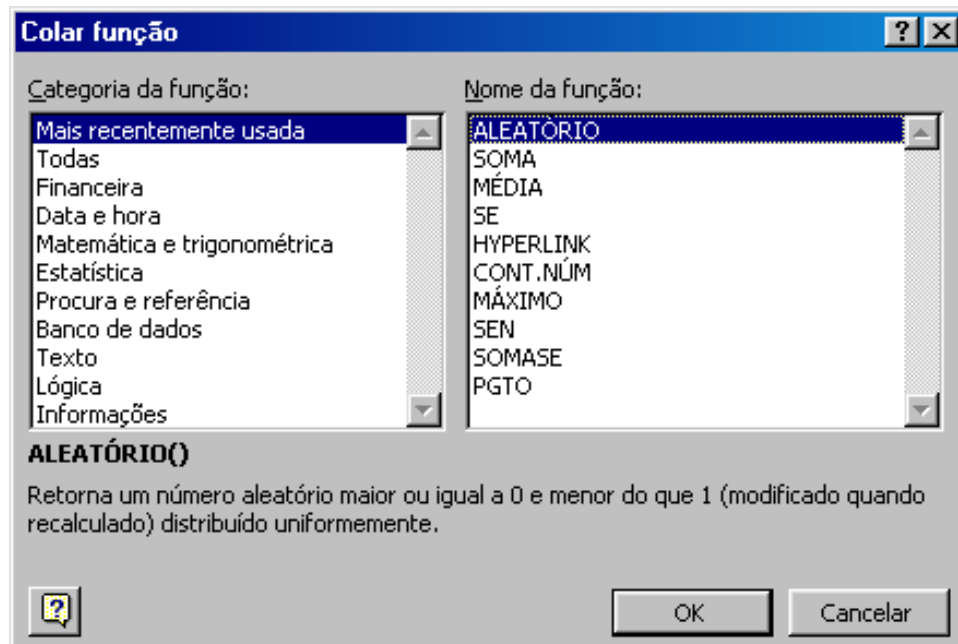 Colar função
Categoria da função:
Mais recentemente usada
Todas
Financeira
Data e hora
Matemática e trigonométrica
Estatística
Procura e referência
Banco de dados
Texto
Lógica
Informações
Nome da função:
ALEATÒRIO
SOMA
MÉDIA
SE
HYPERLINK
CONT.NÚM
MÁXIMO
SEN
SOMASE
PGTO
ALEATÓRIO()
Retorna um número aleatório maior ou igual a 0 e menor do que 1 (modificado quando
recalculado) distribuído uniformemente.
OK
Cancelar